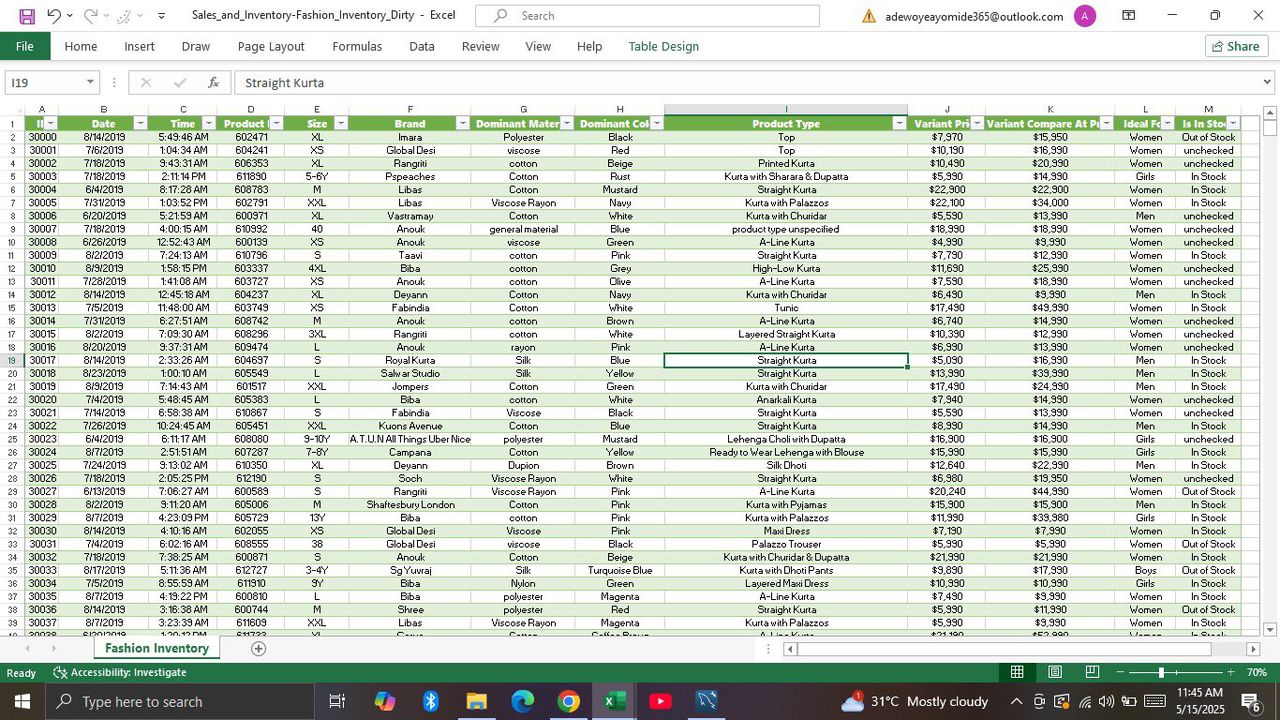 Sales_and_Inventory-Fashion_Inventory_Dirty - Excel
Search
adewoyeayomide365@outlook.com A
File Home Insert Draw Page Layout Formulas Data Review View Help Table Design Share
I19 fx Straight Kurta
A B C D E F G H I J K L M
1 Date Time Product Size Brand Dominant Mater Dominant Col Product Type Variant Pri Variant Compare At P Ideal Fo Is In Sto
2 30000 8/14/2019 5:49:46 AM 602471 XL Imara Polyester Black Top $7,970 $15,950 Women Out of Stock
3 30001 7/6/2019 1:04:34 AM 604241 XS Global Desi viscose Red Top $10,190 $16,990 Women unchecked
4 30002 7/18/2019 9:43:31 AM 606353 XL Rangriti cotton Beige Printed Kurta $10,490 $20,990 Women unchecked
5 30003 7/18/2019 2:11:14 PM 611890 5-6Y Pspeaches Cotton Rust Kurta with Sharara & Dupatta $5,990 $14,990 Girls In Stock
6 30004 6/4/2019 8:17:28 AM 608783 M Libas Cotton Mustard Straight Kurta $22,900 $22,900 Women In Stock
7 30005 7/31/2019 1:03:52 PM 602791 XXL Libas Viscose Rayon Navy Kurta with Palazzos $22,100 $34,000 Women In Stock
8 30006 6/20/2019 5:21:59 AM 600971 XL Vastramay Cotton White Kurta with Churidar $5,590 $13,990 Men unchecked
9 30007 7/18/2019 4:00:15 AM 610992 40 Anouk general material Blue product type unspecified $18,990 $18,990 Women unchecked
10 30008 6/26/2019 12:52:43 AM 600139 XS Anouk viscose Green A-Line Kurta $4,990 $9,990 Women unchecked
11 30009 8/2/2019 7:24:13 AM 610796 S Taavi cotton Pink Straight Kurta $7,790 $12,990 Women In Stock
12 30010 8/9/2019 1:58:15 PM 603337 4XL Biba cotton Grey High-Low Kurta $11,690 $25,990 Women unchecked
13 30011 7/28/2019 1:41:08 AM 603727 XS Anouk cotton Olive A-Line Kurta $7,590 $18,990 Women unchecked
14 30012 8/14/2019 12:45:18 AM 604237 XL Deyann Cotton Navy Kurta with Churidar $6,490 $9,990 Men In Stock
15 30013 7/5/2019 11:48:00 AM 603749 XS Fabindia Cotton White Tunic $17,490 $49,990 Women In Stock
16 30014 7/31/2019 6:27:51 AM 608742 M Anouk cotton Brown A-Line Kurta $6,740 $14,990 Women unchecked
17 30015 8/2/2019 7:09:30 AM 608296 3XL Rangriti cotton White Layered Straight Kurta $10,390 $12,990 Women unchecked
18 30016 8/20/2019 9:37:31 AM 609474 L Anouk rayon Pink A-Line Kurta $6,990 $13,990 Women unchecked
19 30017 8/14/2019 2:33:26 AM 604697 S Royal Kurta Silk Blue Straight Kurta $5,090 $16,990 Men In Stock
20 30018 8/23/2019 1:00:10 AM 605549 L Salwar Studio Silk Yellow Straight Kurta $13,990 $39,990 Men In Stock
21 30019 8/9/2019 7:14:43 AM 601517 XXL Jompers Cotton Green Kurta with Churidar $17,490 $24,990 Men In Stock
22 30020 7/4/2019 5:48:45 AM 605383 L Biba cotton White Anarkali Kurta $7,940 $14,990 Women unchecked
23 30021 7/14/2019 6:58:38 AM 610867 S Fabindia Viscose Black Straight Kurta $5,590 $13,990 Women unchecked
24 30022 7/26/2019 10:24:45 AM 605451 XXL Kuons Avenue Cotton Blue Straight Kurta $8,990 $14,990 Men In Stock
25 30023 6/4/2019 6:11:17 AM 608080 9-10Y A.T.U.N All Things Uber Nice polyester Mustard Lehenga Choli with Dupatta $16,900 $16,900 Girls unchecked
26 30024 8/7/2019 2:51:51 AM 607287 7-8Y Campana Cotton Yellow Ready to Wear Lehenga with Blouse $15,990 $15,990 Girls In Stock
27 30025 7/24/2019 9:13:02 AM 610350 XL Deyann Dupion Brown Silk Dhoti $12,640 $22,990 Men In Stock
28 30026 7/18/2019 2:05:25 PM 612190 S Soch Viscose Rayon White Straight Kurta $6,980 $19,950 Women unchecked
29 30027 6/13/2019 7:06:27 AM 600589 S Rangriti Viscose Rayon Pink A-Line Kurta $20,240 $44,990 Women Out of Stock
30 30028 8/2/2019 9:11:20 AM 605006 M Shaftesbury London Cotton Pink Kurta with Pyjamas $15,900 $15,900 Men In Stock
31 30029 8/7/2019 4:23:09 PM 605729 13Y Biba cotton Pink Kurta with Palazzos $11,990 $39,980 Girls In Stock
32 30030 8/14/2019 4:10:16 AM 602055 XS Global Desi Viscose Pink Maxi Dress $7,190 $7,990 Women In Stock
33 30031 7/4/2019 6:02:16 AM 608555 38 Global Desi viscose Black Palazzo Trouser $5,990 $5,990 Women Out of Stock
34 30032 7/18/2019 7:38:25 AM 600871 S Anouk Cotton Beige Kurta with Churidar & Dupatta $21,990 $21,990 Women In Stock
35 30033 8/17/2019 5:11:36 AM 612727 3-4Y Sg Yuvraj Silk Turquoise Blue Kurta with Dhoti Pants $9,890 $17,990 Boys Out of Stock
36 30034 7/5/2019 8:55:59 AM 611910 9Y Biba Nylon Green Layered Maxi Dress $10,990 $10,990 Girls In Stock
37 30035 8/7/2019 4:19:22 PM 600810 L Biba polyester Magenta A-Line Kurta $7,490 $9,990 Women In Stock
38 30036 8/14/2019 3:16:38 AM 600744 M Shree polyester Red Straight Kurta $5,990 $11,990 Women Out of Stock
39 30037 8/7/2019 3:23:39 AM 611609 XXL Libas Viscose Rayon Magenta Kurta with Palazzos $5,990 $9,990 Women In Stock
Fashion Inventory
Ready Accessibility: Investigate 70%
Type here to search 31°C Mostly cloudy 11:45 AM
5/15/2025 6